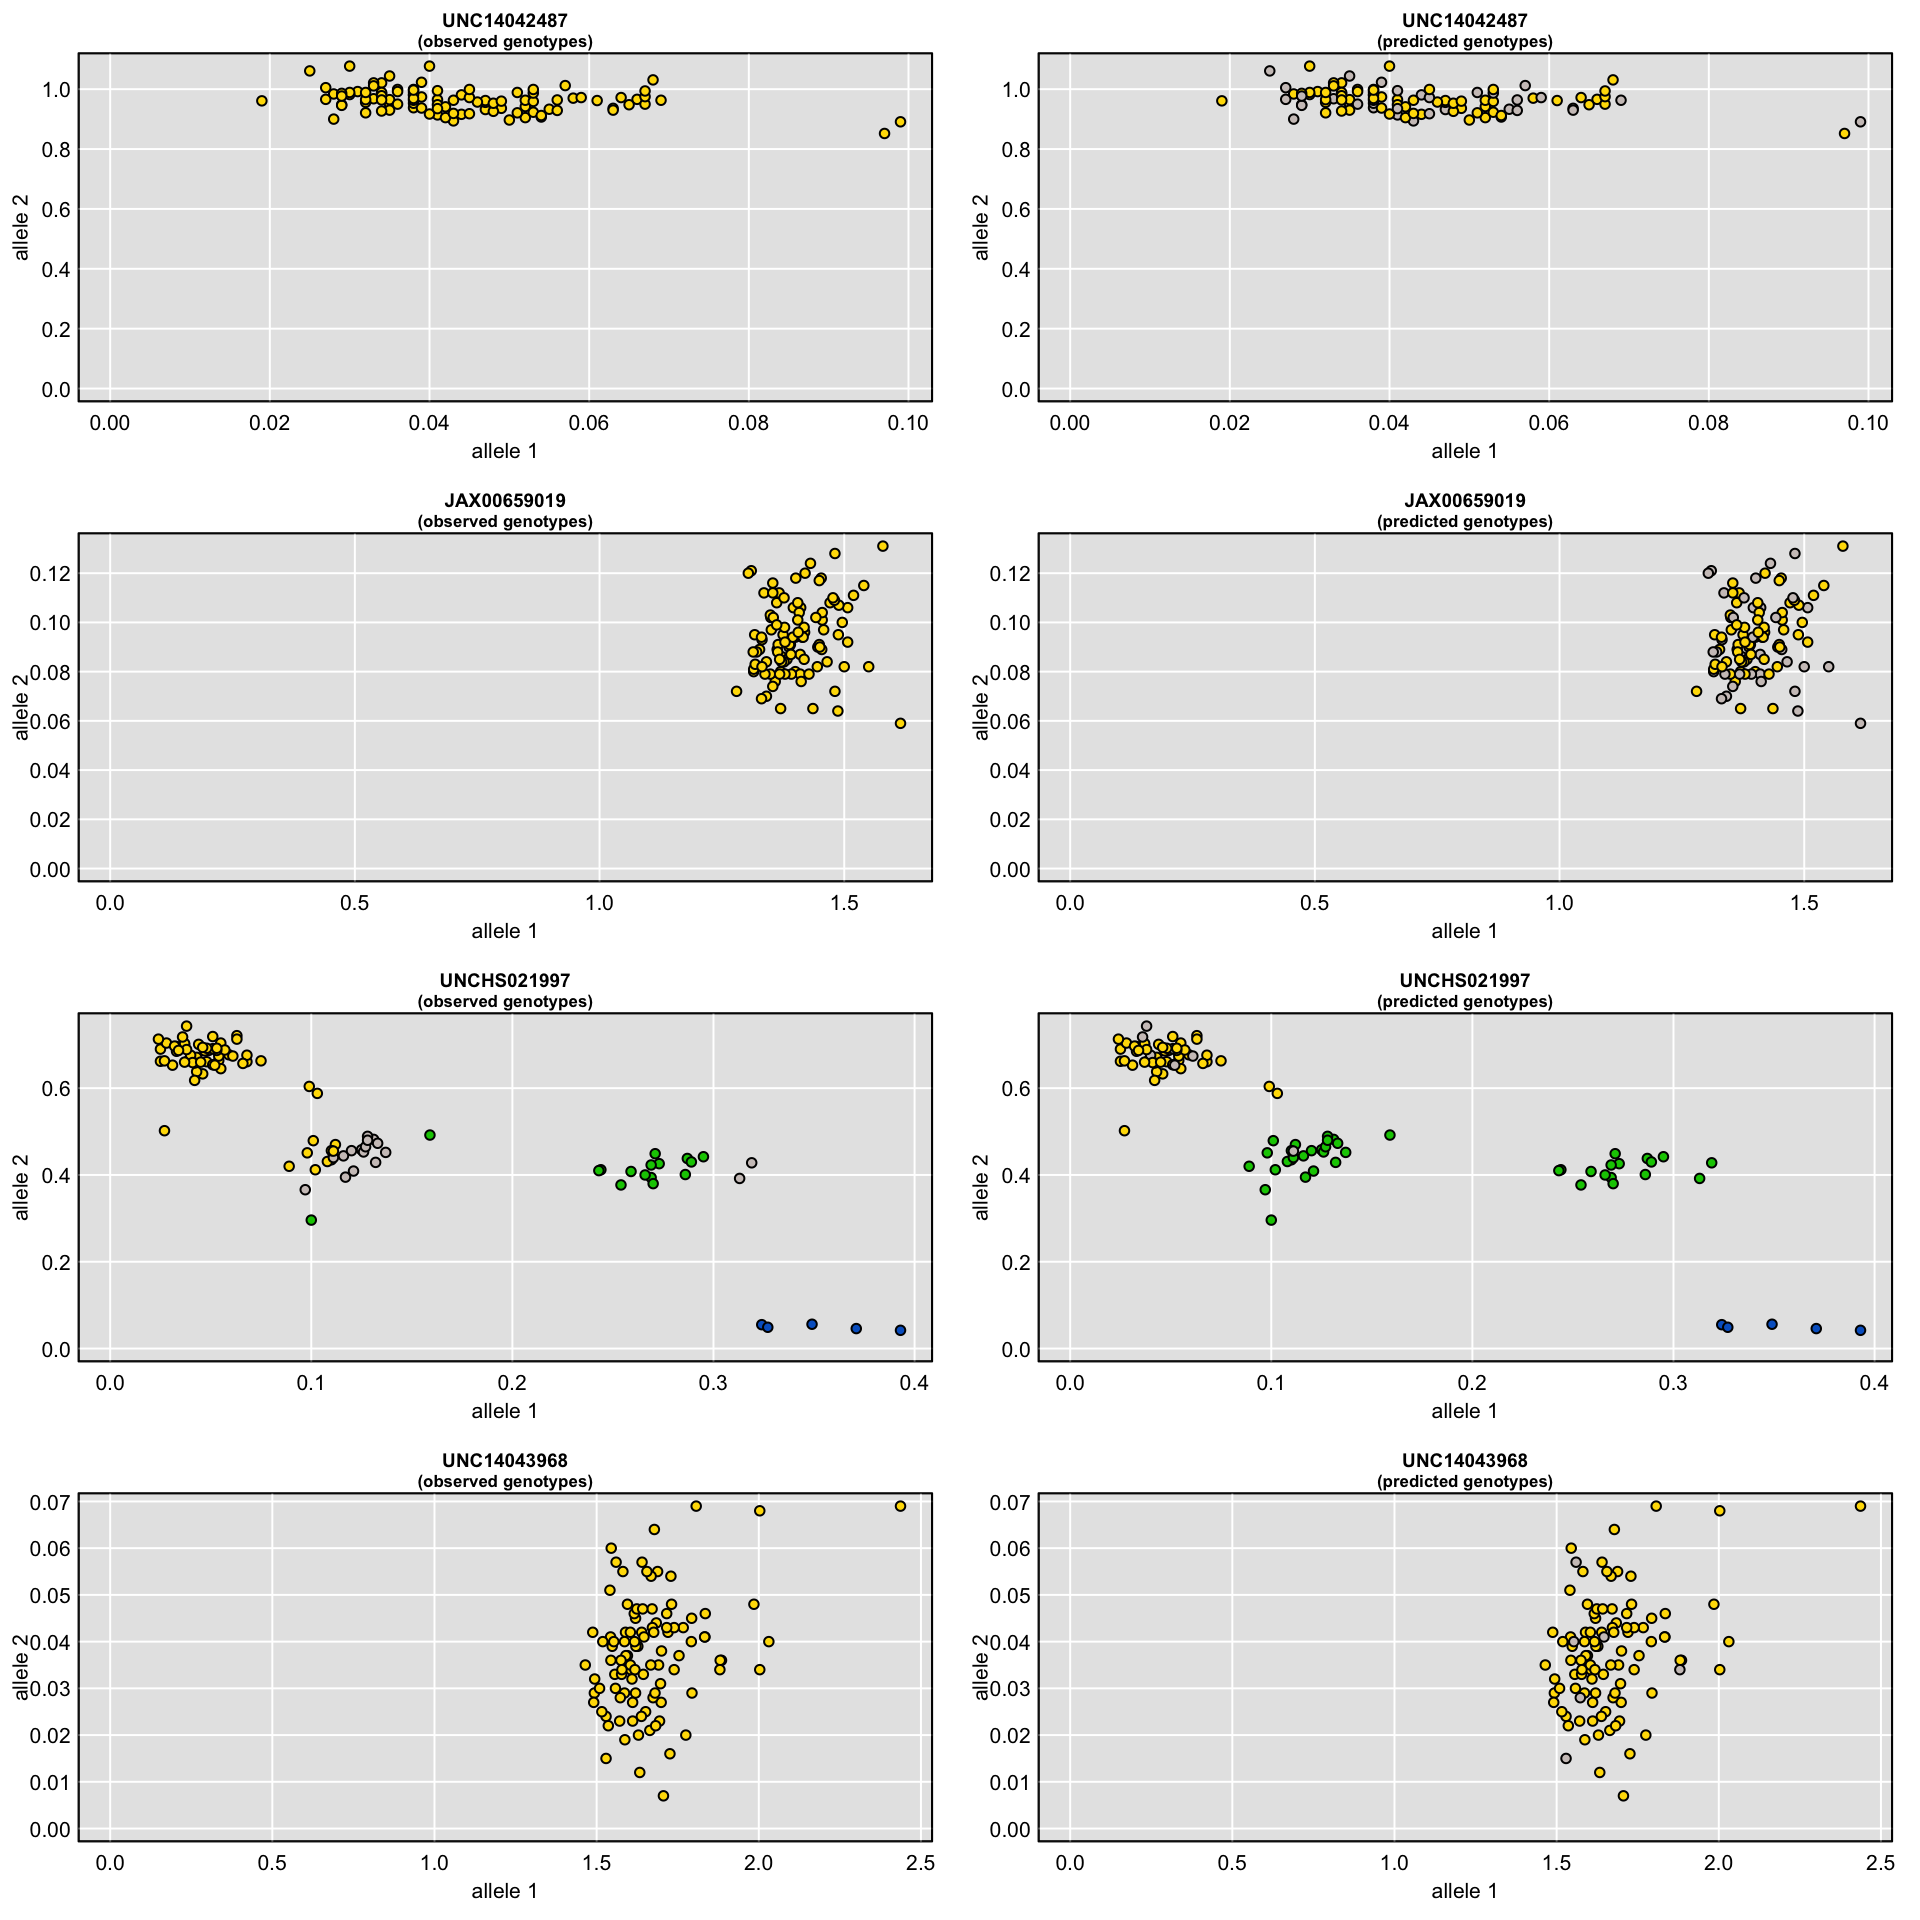 UNC14042487
(observed genotypes)
allele 2
1.0
0.8
0.6
0.4
0.2
0.0
0.00 0.02 0.04 0.06 0.08 0.10
allele 1
UNC14042487
(predicted genotypes)
allele 2
1.0
0.8
0.6
0.4
0.2
0.0
0.00 0.02 0.04 0.06 0.08 0.10
allele 1
JAX00659019
(observed genotypes)
allele 2
0.12
0.10
0.08
0.06
0.04
0.02
0.00
0.0 0.5 1.0 1.5
allele 1
JAX00659019
(predicted genotypes)
allele 2
0.12
0.10
0.08
0.06
0.04
0.02
0.00
0.0 0.5 1.0 1.5
allele 1
UNCHS021997
(observed genotypes)
allele 2
0.6
0.4
0.2
0.0
0.0 0.1 0.2 0.3 0.4
allele 1
UNCHS021997
(predicted genotypes)
allele 2
0.6
0.4
0.2
0.0
0.0 0.1 0.2 0.3 0.4
allele 1
UNC14043968
(observed genotypes)
allele 2
0.07
0.06
0.05
0.04
0.03
0.02
0.01
0.00
0.0 0.5 1.0 1.5 2.0 2.5
allele 1
UNC14043968
(predicted genotypes)
allele 2
0.07
0.06
0.05
0.04
0.03
0.02
0.01
0.00
0.0 0.5 1.0 1.5 2.0 2.5
allele 1